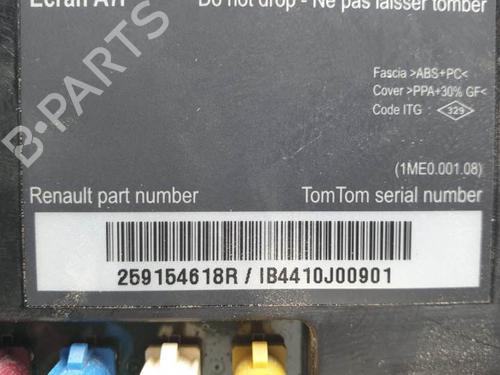 Do not drop - Ne pas laisser tomber
Fascia >ABS+PC<
Cover >PPA+30% GF<
Code ITG : 329
(1ME0.001.08)
Renault part number
TomTom serial number
259154618R / IB4410J00901
B-PARTS